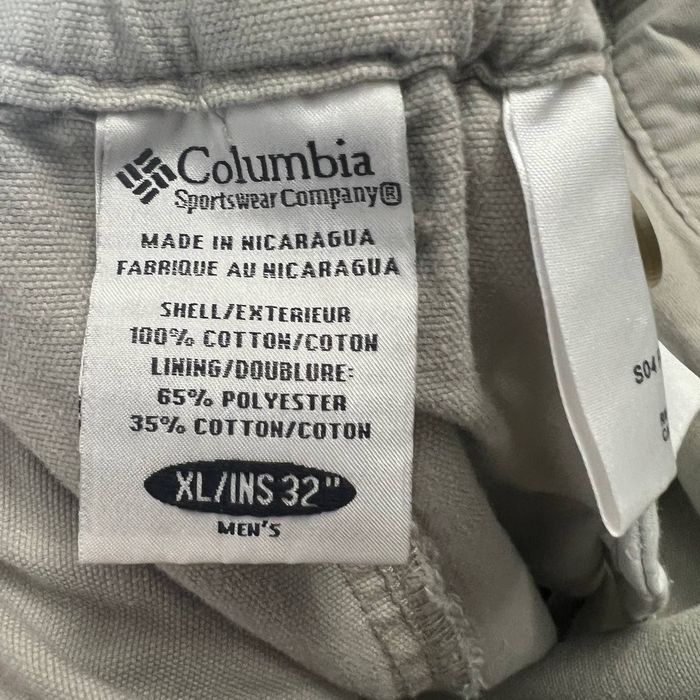 Columbia
Sportswear Company®
MADE IN NICARAGUA
FABRIQUE AU NICARAGUA
SHELL/EXTERIEUR
100% COTTON/COTON
LINING/DOUBLURE:
65% POLYESTER
35% COTTON/COTON
XL/INS 32"
MEN'S
S04